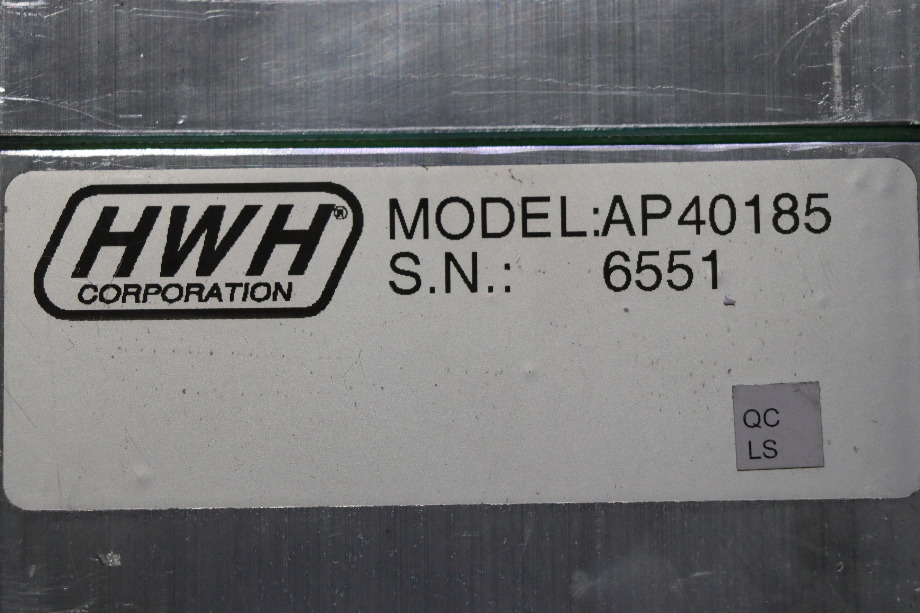 HWH®
CORPORATION
MODEL:AP40185
S.N.: 6551
QC
LS